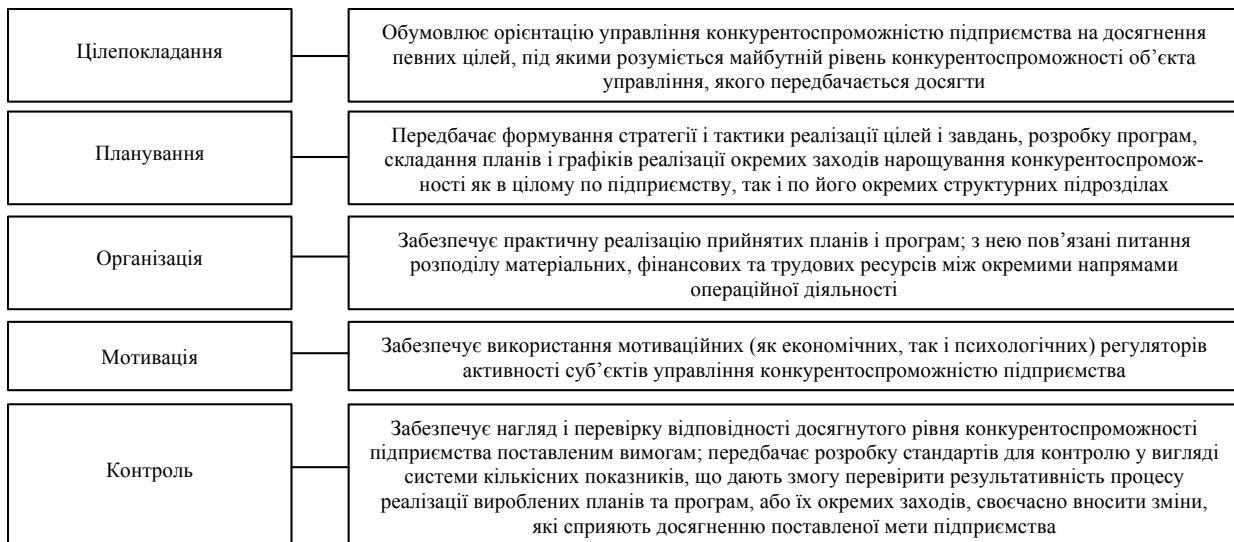 Цілепокладання
Обумовлює орієнтацію управління конкурентоспроможністю підприємства на досягнення
певних цілей, під якими розуміється майбутній рівень конкурентоспроможності об’єкта
управління, якого передбачається досягти
Планування
Передбачає формування стратегії і тактики реалізації цілей і завдань, розробку програм,
складання планів і графіків реалізації окремих заходів нарощування конкурентоспромож-
ності як в цілому по підприємству, так і по його окремих структурних підрозділах
Організація
Забезпечує практичну реалізацію прийнятих планів і програм; з нею пов’язані питання
розподілу матеріальних, фінансових та трудових ресурсів між окремими напрямами
операційної діяльності
Мотивація
Забезпечує використання мотиваційних (як економічних, так і психологічних) регуляторів
активності суб’єктів управління конкурентоспроможністю підприємства
Контроль
Забезпечує нагляд і перевірку відповідності досягнутого рівня конкурентоспроможності
підприємства поставленим вимогам; передбачає розробку стандартів для контролю у вигляді
системи кількісних показників, що дають змогу перевірити результативність процесу
реалізації вироблених планів та програм, або їх окремих заходів, своєчасно вносити зміни,
які сприяють досягненню поставленої мети підприємства